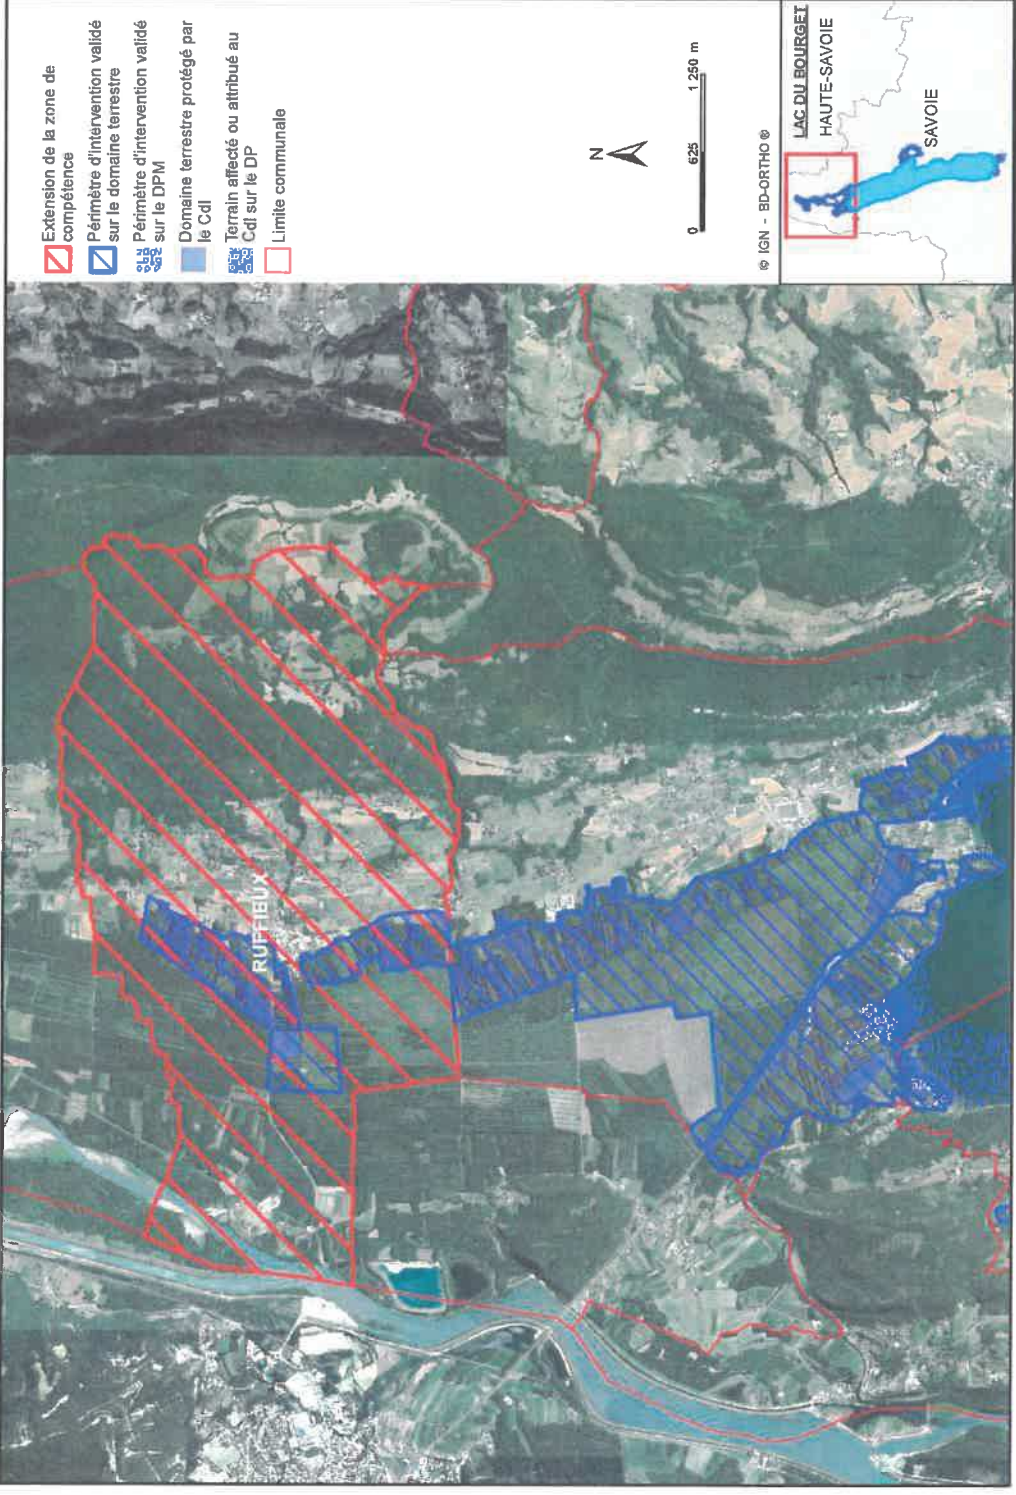 Extension de la zone de
compétence
Périmètre d'intervention validé
sur le domaine terrestre
Périmètre d'intervention validé
sur le DPM
Domaine terrestre protégé par
le Cdl
Terrain affecté ou attribué au
Cdl sur le DP
Limite communale
N
0 625 1 250 m
© IGN - BD-ORTHO ®
LAC DU BOURGET
HAUTE-SAVOIE
SAVOIE
RUFFIEUX